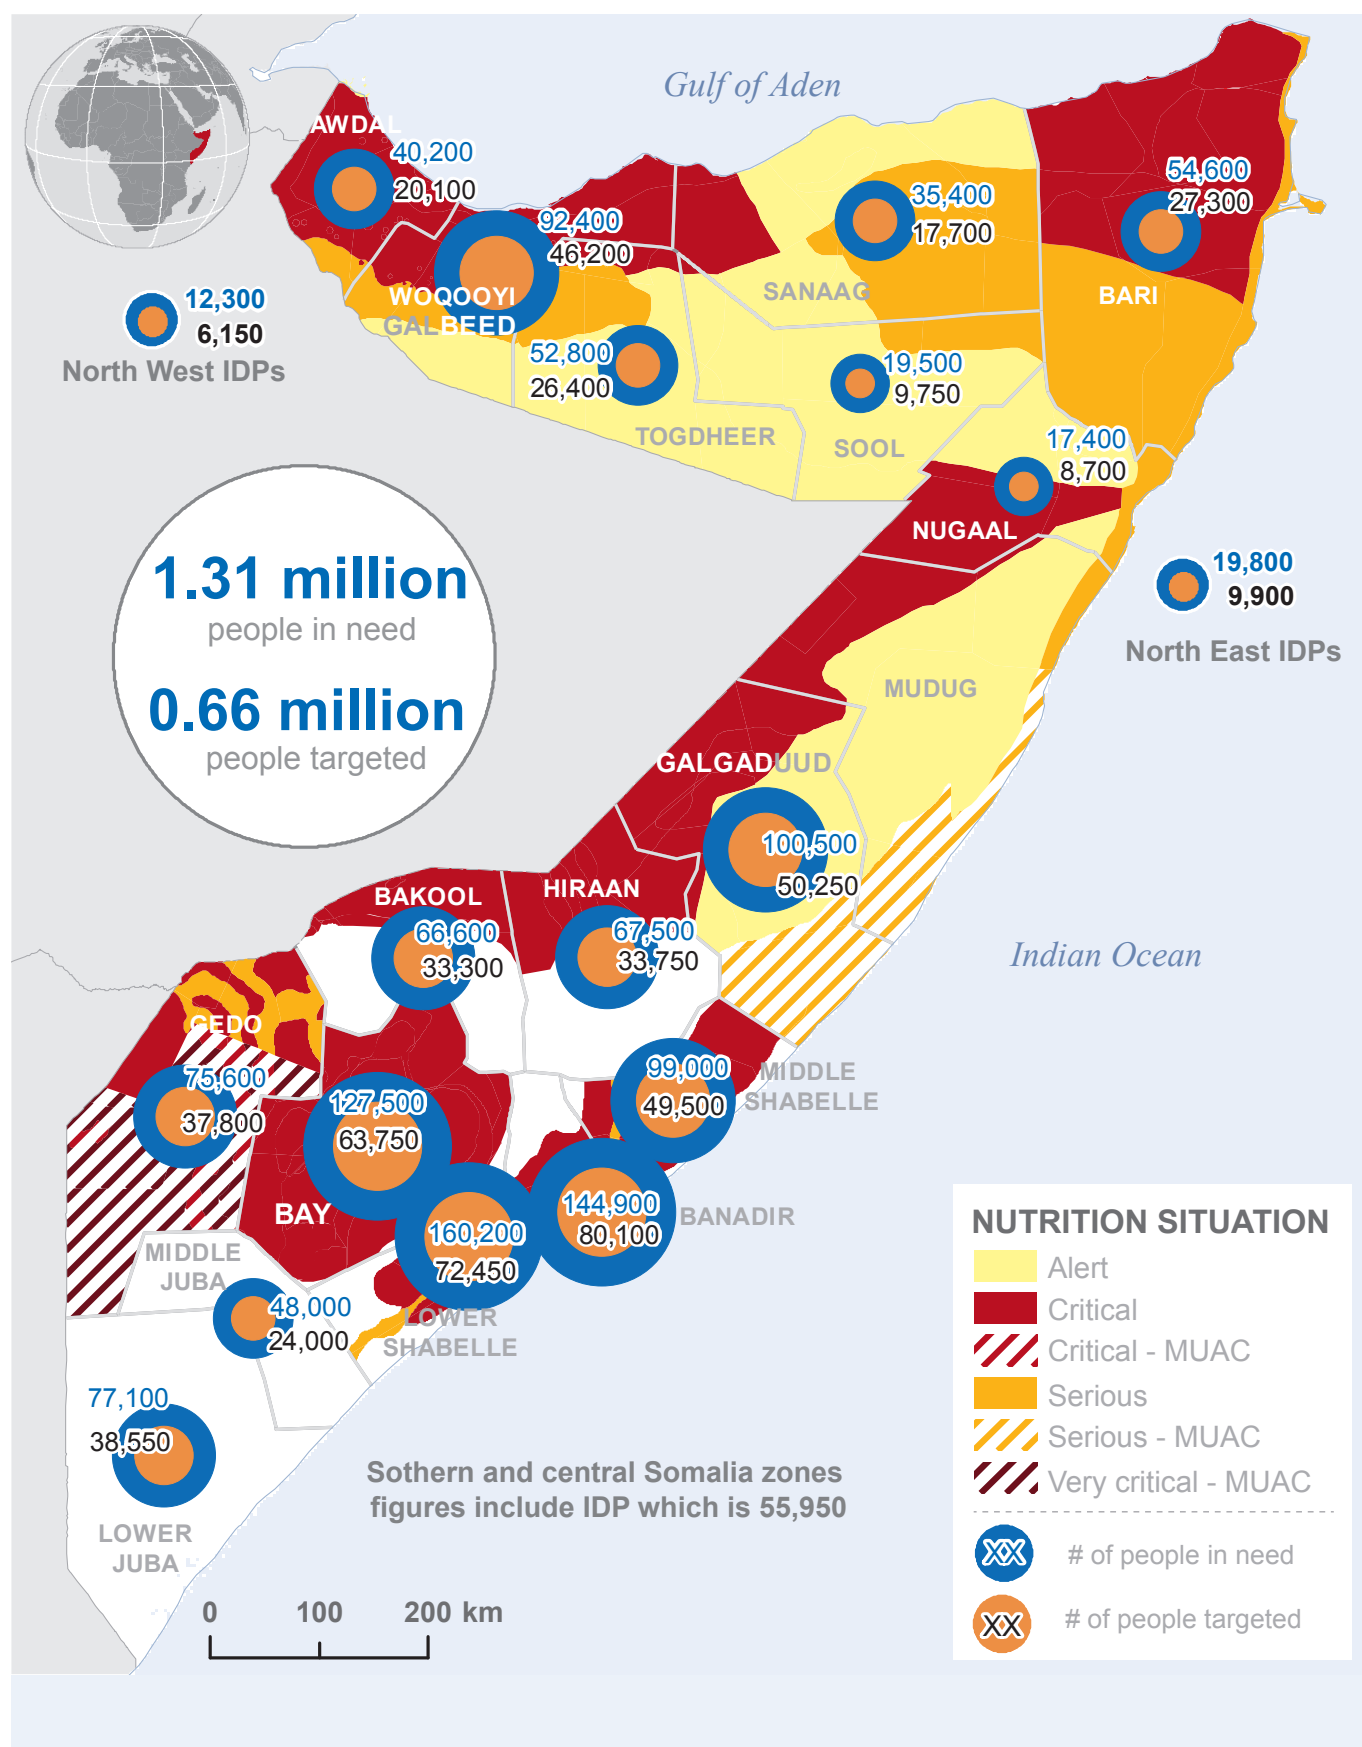 Gulf of Aden
AWDAL
40,200
20,100
54,600
27,300
35,400
17,700
92,400
46,200
SANAAG
BARI
WOQOOYI
GALBEED
12,300
6,150
North West IDPs
52,800
26,400
19,500
9,750
TOGDHEER
SOOL
17,400
8,700
NUGAAL
19,800
9,900
North East IDPs
1.31 million
people in need
0.66 million
people targeted
MUDUG
GALGADUUD
100,500
50,250
BAKOOL
66,600
33,300
HIRAAN
67,500
33,750
Indian Ocean
GEDO
75,600
37,800
99,000
49,500
MIDDLE
SHABELLE
127,500
63,750
BAY
144,900
80,100
BANADIR
160,200
72,450
MIDDLE
JUBA
48,000
24,000
LOWER
SHABELLE
77,100
38,550
LOWER
JUBA
Sothern and central Somalia zones
figures include IDP which is 55,950
0 100 200 km
NUTRITION SITUATION
Alert
Critical
Critical - MUAC
Serious
Serious - MUAC
Very critical - MUAC
XX # of people in need
XX # of people targeted